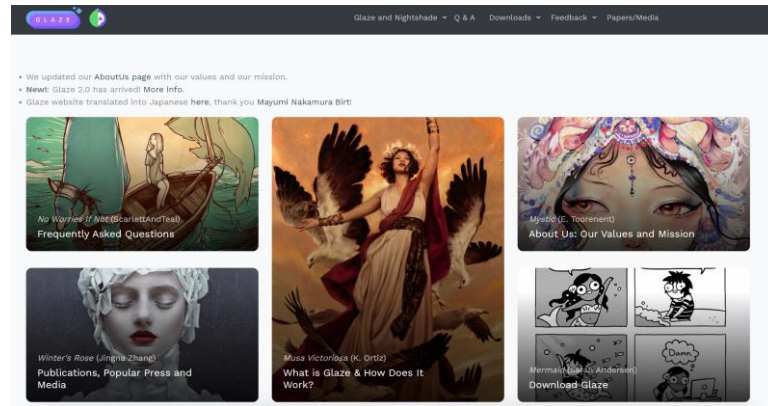 GLAZE
Glaze and Nightshade Q & A Downloads Feedback Papers/Media
• We updated our AboutUs page with our values and our mission.
• New!: Glaze 2.0 has arrived! More info.
• Glaze website translated into Japanese here, thank you Mayumi Nakamura Birt!
No Worries If Not (ScarlettAndTeal)
Frequently Asked Questions
Musa Victoriosa (K. Ortiz)
What is Glaze & How Does It
Work?
Mystic (E. Toorenent)
About Us: Our Values and Mission
Winter's Rose (Jingna Zhang)
Publications, Popular Press and
Media
Damn.
Mermaid (Sarah Andersen)
Download Glaze